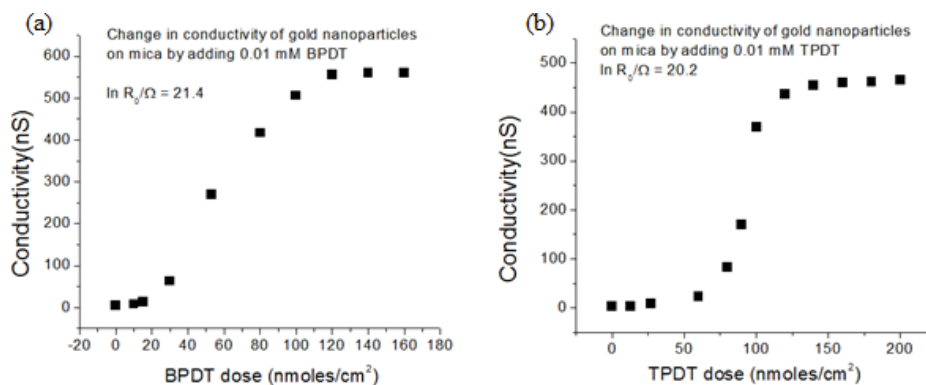 (a)
Change in conductivity of gold nanoparticles
on mica by adding 0.01 mM BPDT
ln R₀/Ω = 21.4
600
500
400
300
200
100
0
-20 0 20 40 60 80 100 120 140 160 180
Conductivity(nS)
BPDT dose (nmoles/cm²)
(b)
Change in conductivity of gold nanoparticles
on mica by adding 0.01 mM TPDT
ln R₀/Ω = 20.2
500
400
300
200
100
0
0 50 100 150 200
Conductivity(nS)
TPDT dose (nmoles/cm²)